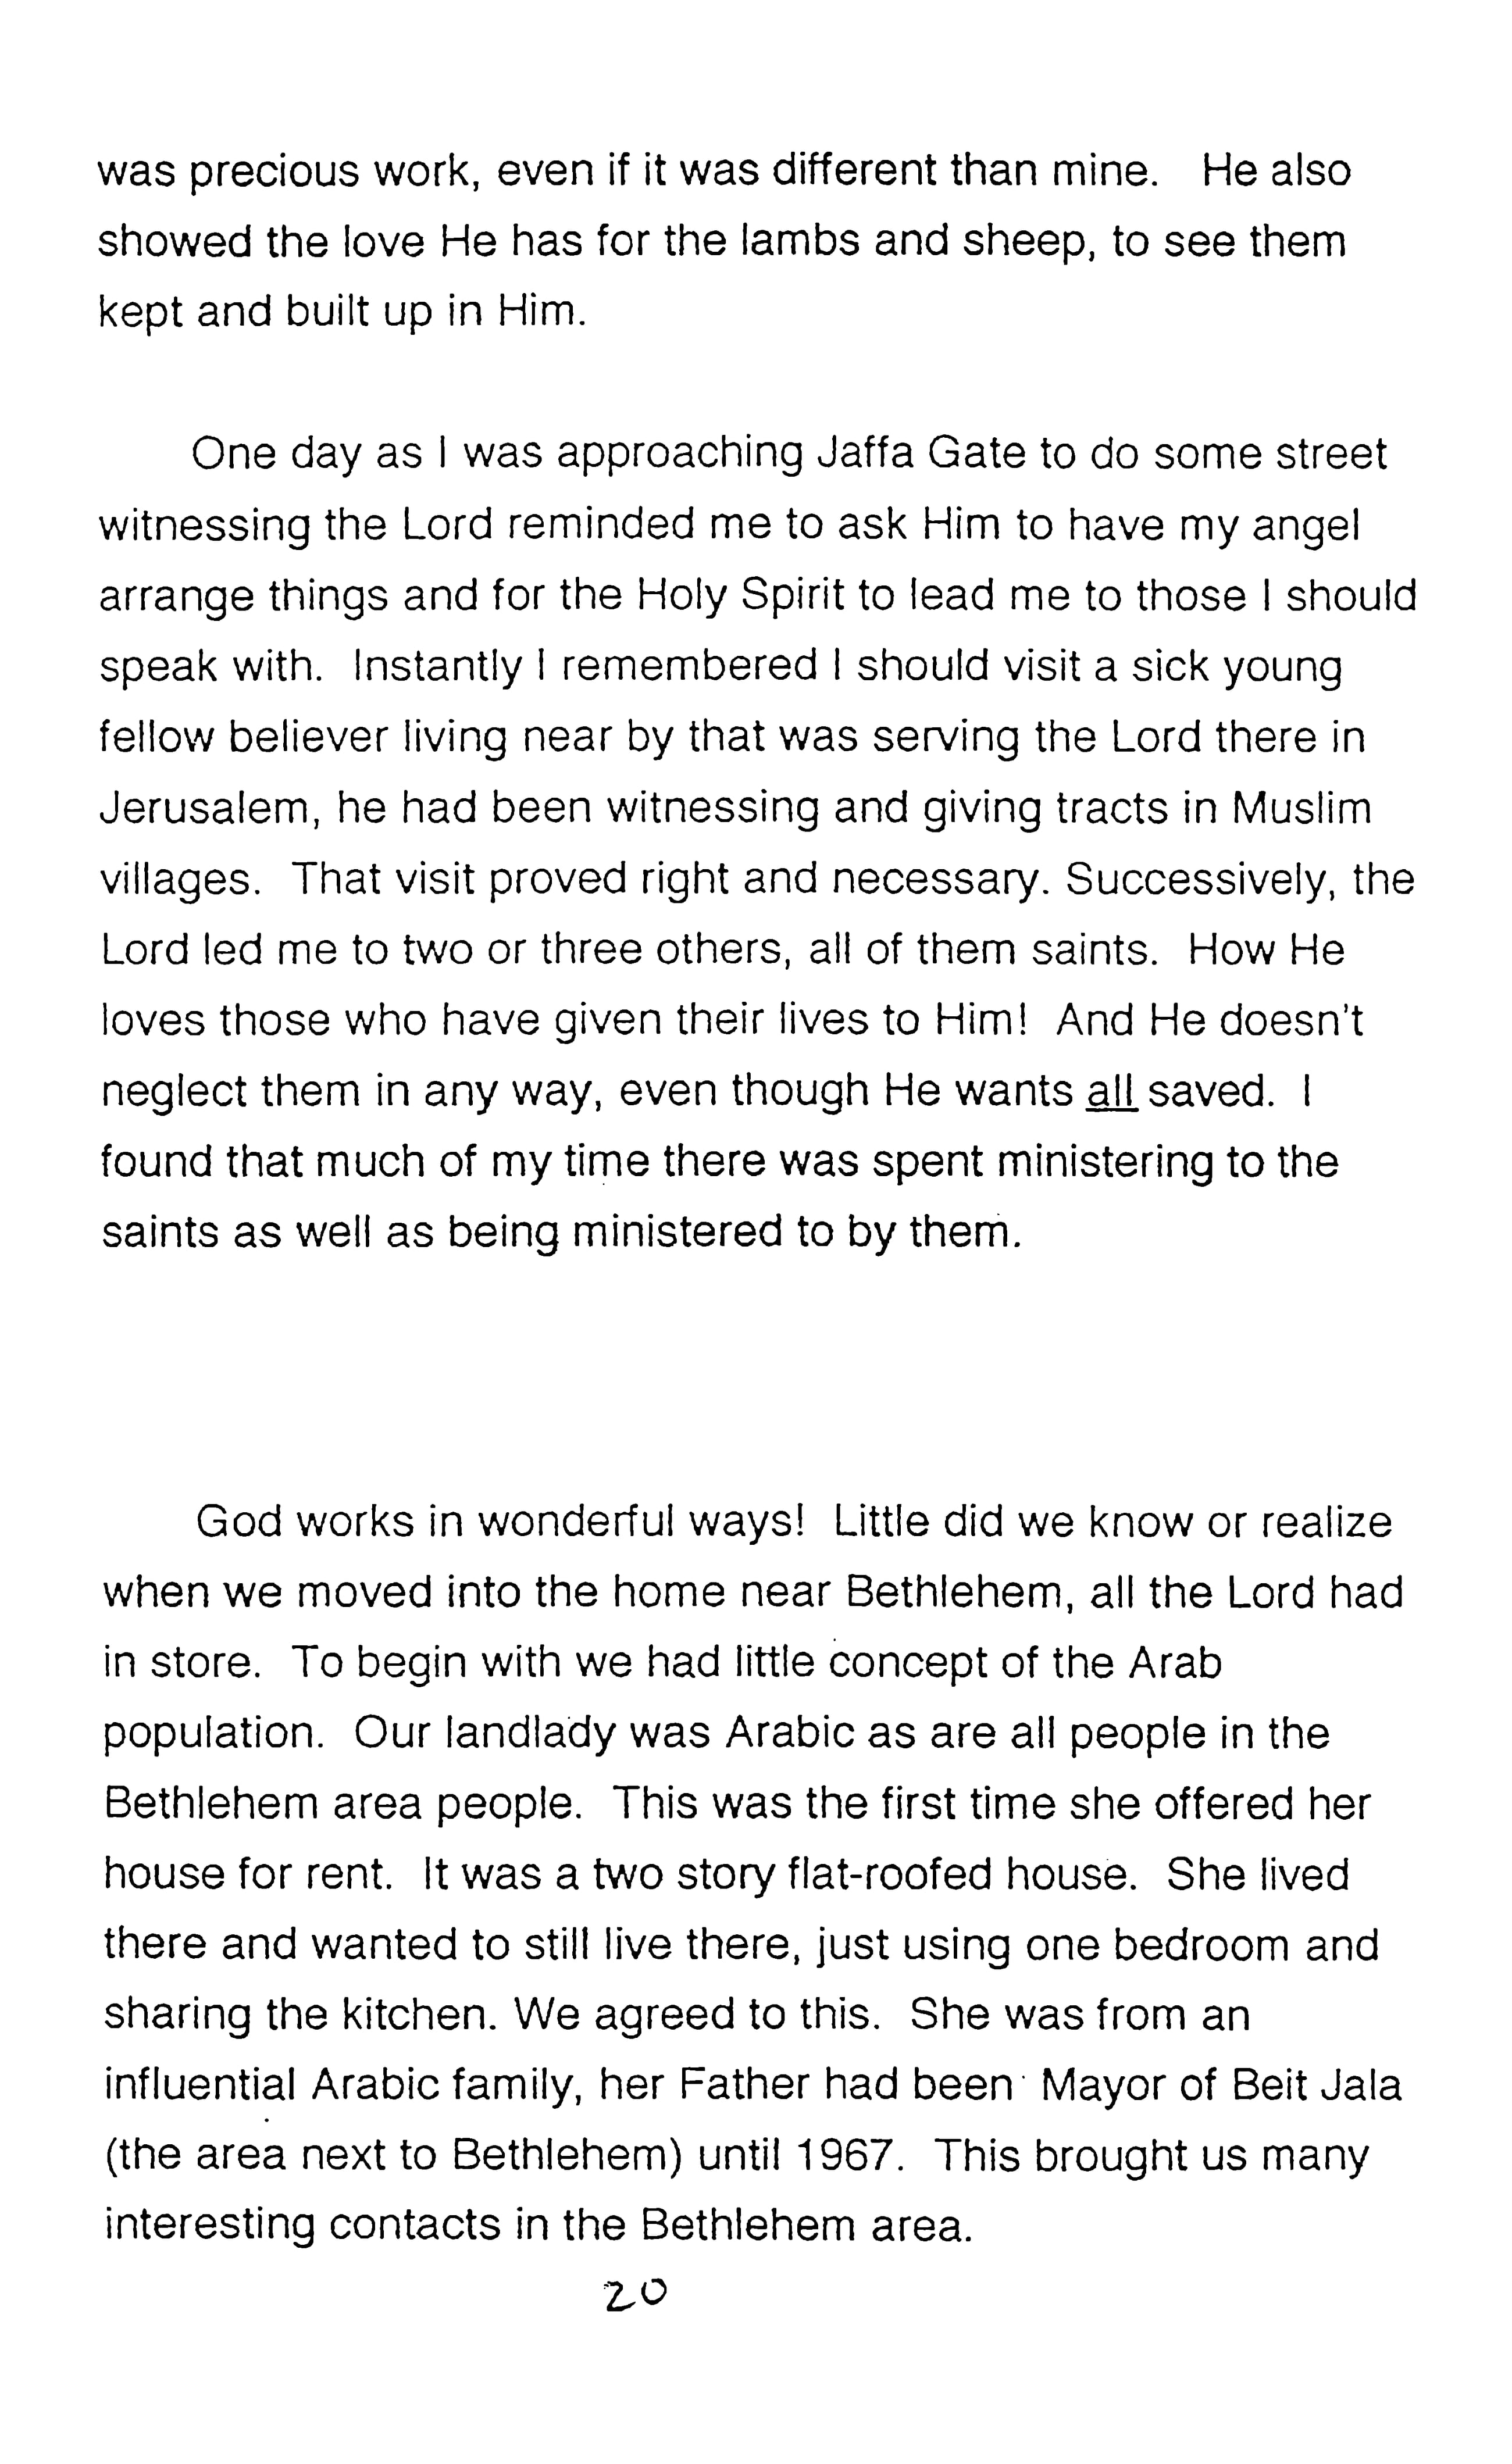 was precious work, even if it was different than mine.   He also
showed the love He has for the lambs and sheep, to see them
kept and built up in Him.

One day as I was approaching Jaffa Gate to do some street
witnessing the Lord reminded me to ask Him to have my angel
arrange things and for the Holy Spirit to lead me to those I should
speak with.  Instantly I remembered I should visit a sick young
fellow believer living near by that was serving the Lord there in
Jerusalem, he had been witnessing and giving tracts in Muslim
villages.  That visit proved right and necessary. Successively, the
Lord led me to two or three others, all of them saints.  How He
loves those who have given their lives to Him!  And He doesn't
neglect them in any way, even though He wants all saved.  I
found that much of my time there was spent ministering to the
saints as well as being ministered to by them.

God works in wonderful ways!  Little did we know or realize
when we moved into the home near Bethlehem, all the Lord had
in store.  To begin with we had little concept of the Arab
population.  Our landlady was Arabic as are all people in the
Bethlehem area people.  This was the first time she offered her
house for rent.  It was a two story flat-roofed house.  She lived
there and wanted to still live there, just using one bedroom and
sharing the kitchen. We agreed to this.  She was from an
influential Arabic family, her Father had been Mayor of Beit Jala
(the area next to Bethlehem) until 1967.  This brought us many
interesting contacts in the Bethlehem area.
20